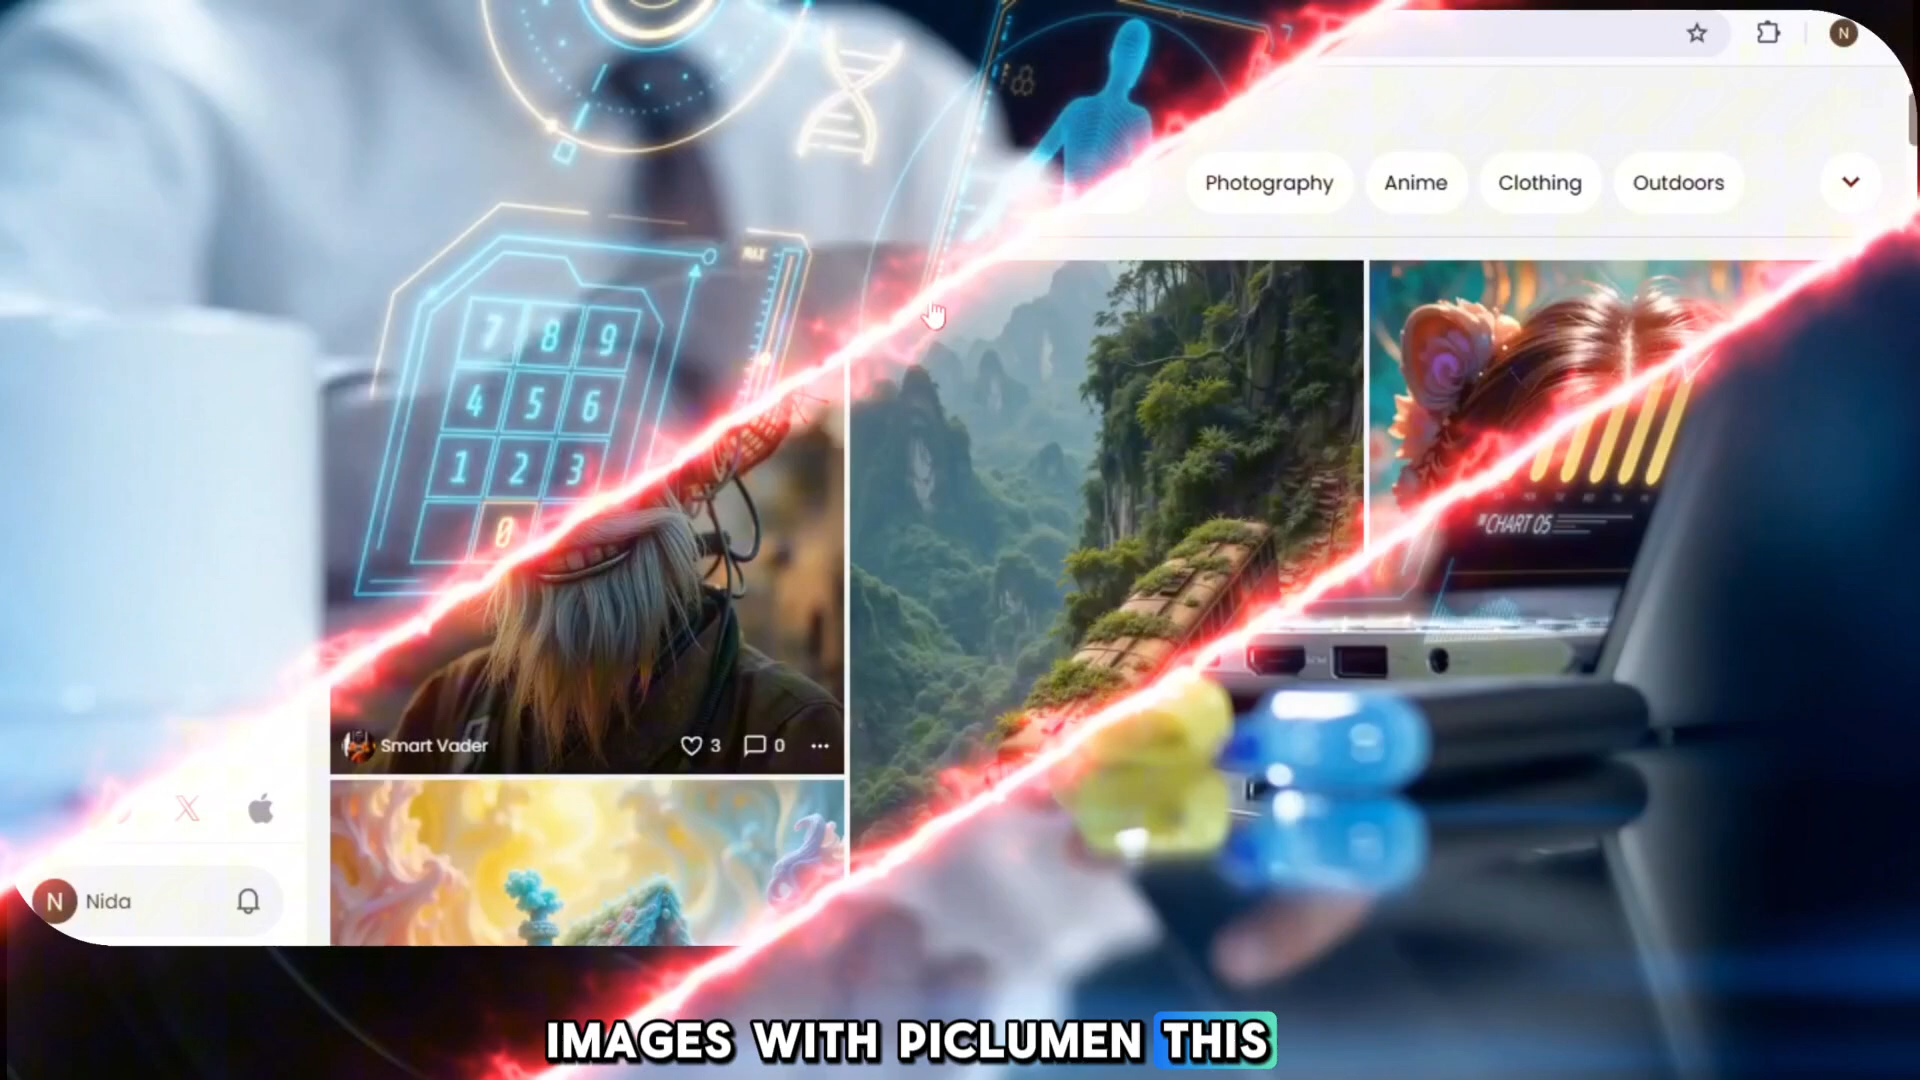 N
Photography Anime Clothing Outdoors
MAX
7 8 9
4 5 6
1 2 3
0
CHART 05
Smart Vader 3 0
N Nida
IMAGES WITH PICLUMEN THIS